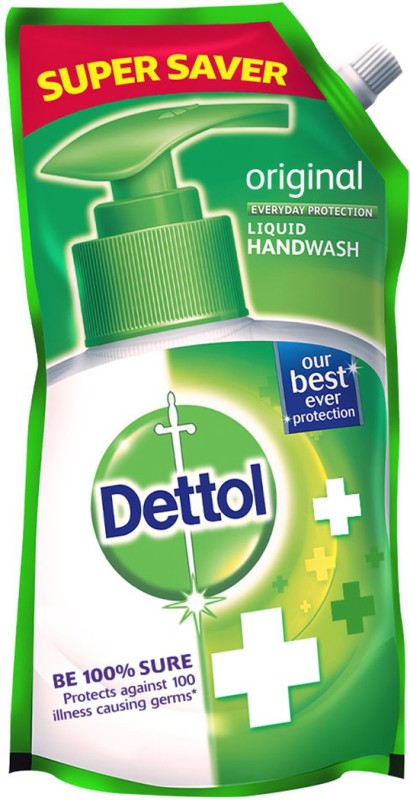 SUPER SAVER
original
EVERYDAY PROTECTION
LIQUID
HANDWASH
our
best
ever
protection
Dettol
BE 100% SURE
Protects against 100
illness causing germs*